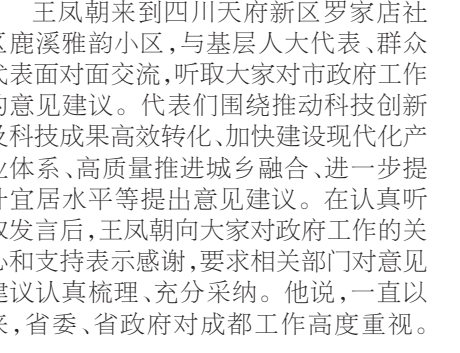 王凤朝来到四川天府新区罗家店社
区鹿溪雅韵小区,与基层人大代表、群众
代表面对面交流,听取大家对市政府工作
的意见建议。代表们围绕推动科技创新
及科技成果高效转化、加快建设现代化产
业体系、高质量推进城乡融合、进一步提
升宜居水平等提出意见建议。在认真听
取发言后,王凤朝向大家对政府工作的关
心和支持表示感谢,要求相关部门对意见
建议认真梳理、充分采纳。他说,一直以
来,省委、省政府对成都工作高度重视。